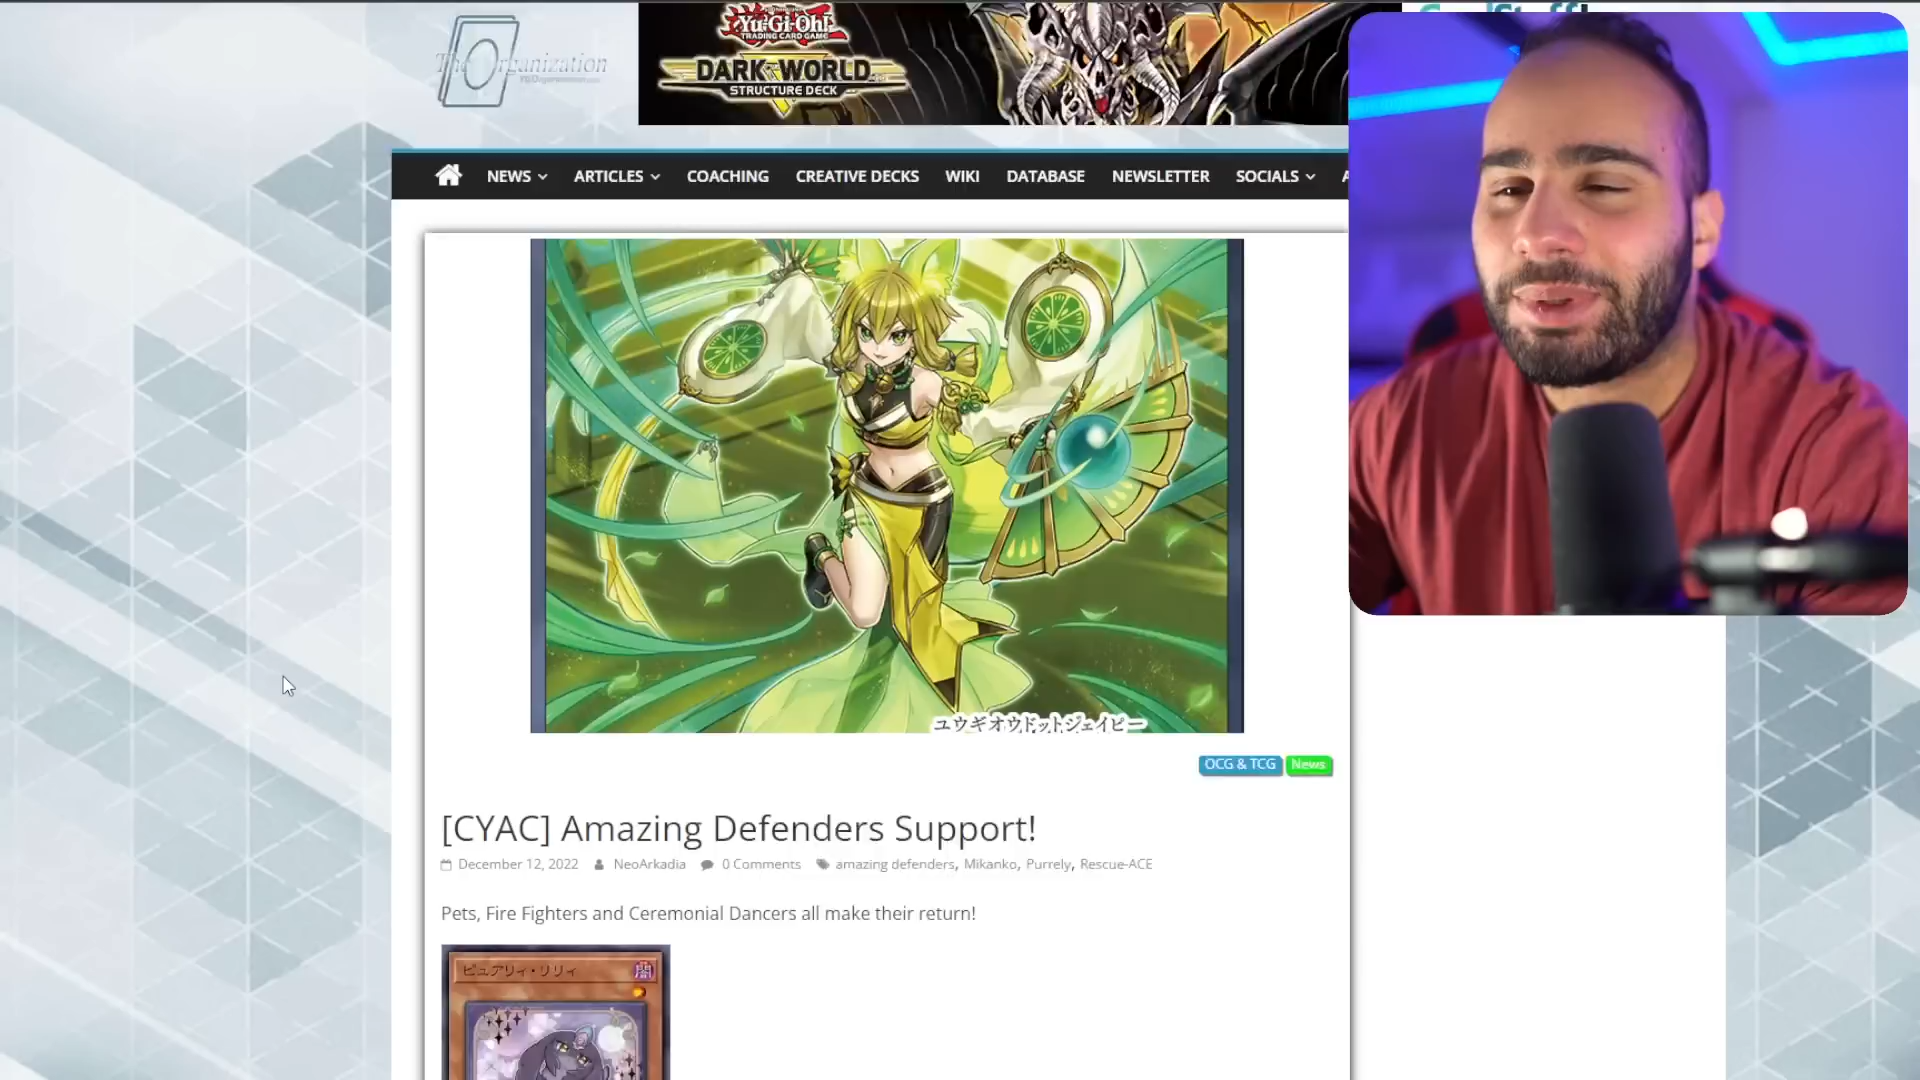 The Organization
Yu-Gi-Oh!
TRADING CARD GAME
DARK WORLD
STRUCTURE DECK
NEWS
ARTICLES
COACHING
CREATIVE DECKS
WIKI
DATABASE
NEWSLETTER
SOCIALS
ユウギオウドットジェイピー
OCG & TCG
News
[CYAC] Amazing Defenders Support!
December 12, 2022 NeoArkadia 0 Comments amazing defenders, Mikanko, Purrely, Rescue-ACE
Pets, Fire Fighters and Ceremonial Dancers all make their return!
ピュアリィ・リリィ
闇